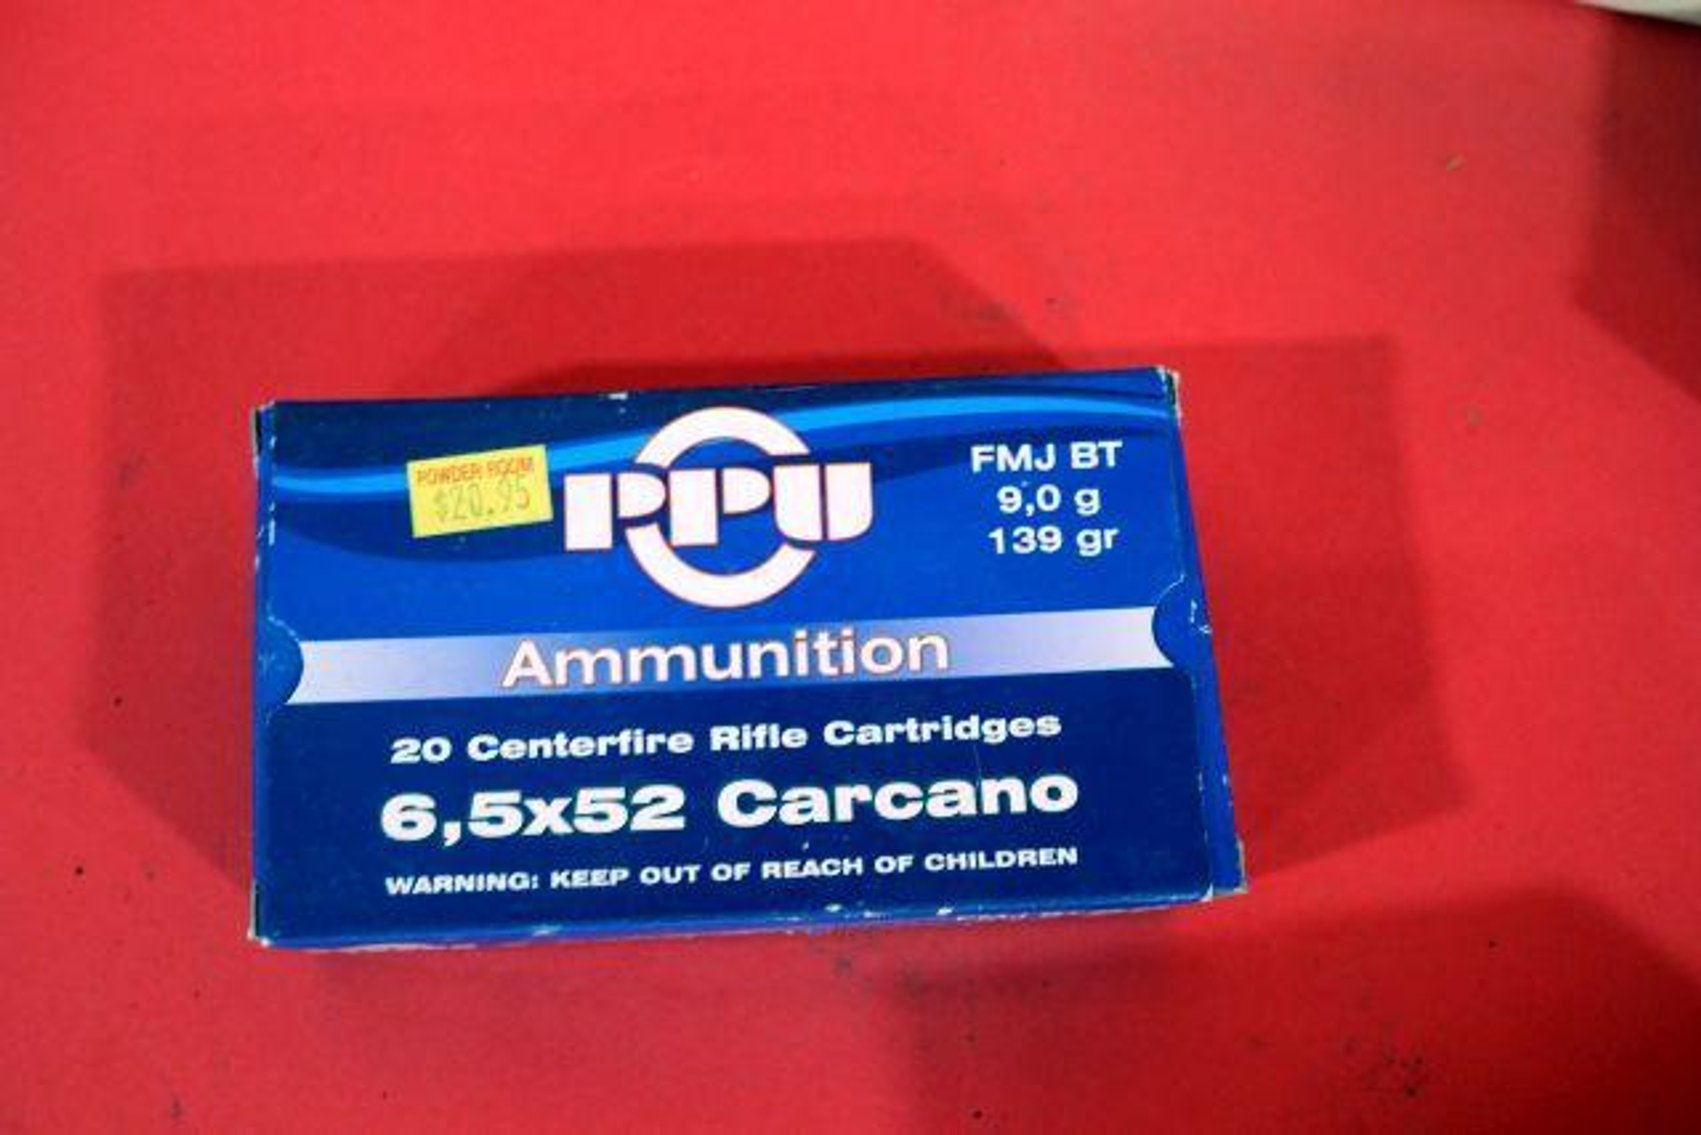 POWDER ROOM
$20.95
PPU
FMJ BT
9,0 g
139 gr
Ammunition
20 Centerfire Rifle Cartridges
6,5x52 Carcano
WARNING: KEEP OUT OF REACH OF CHILDREN